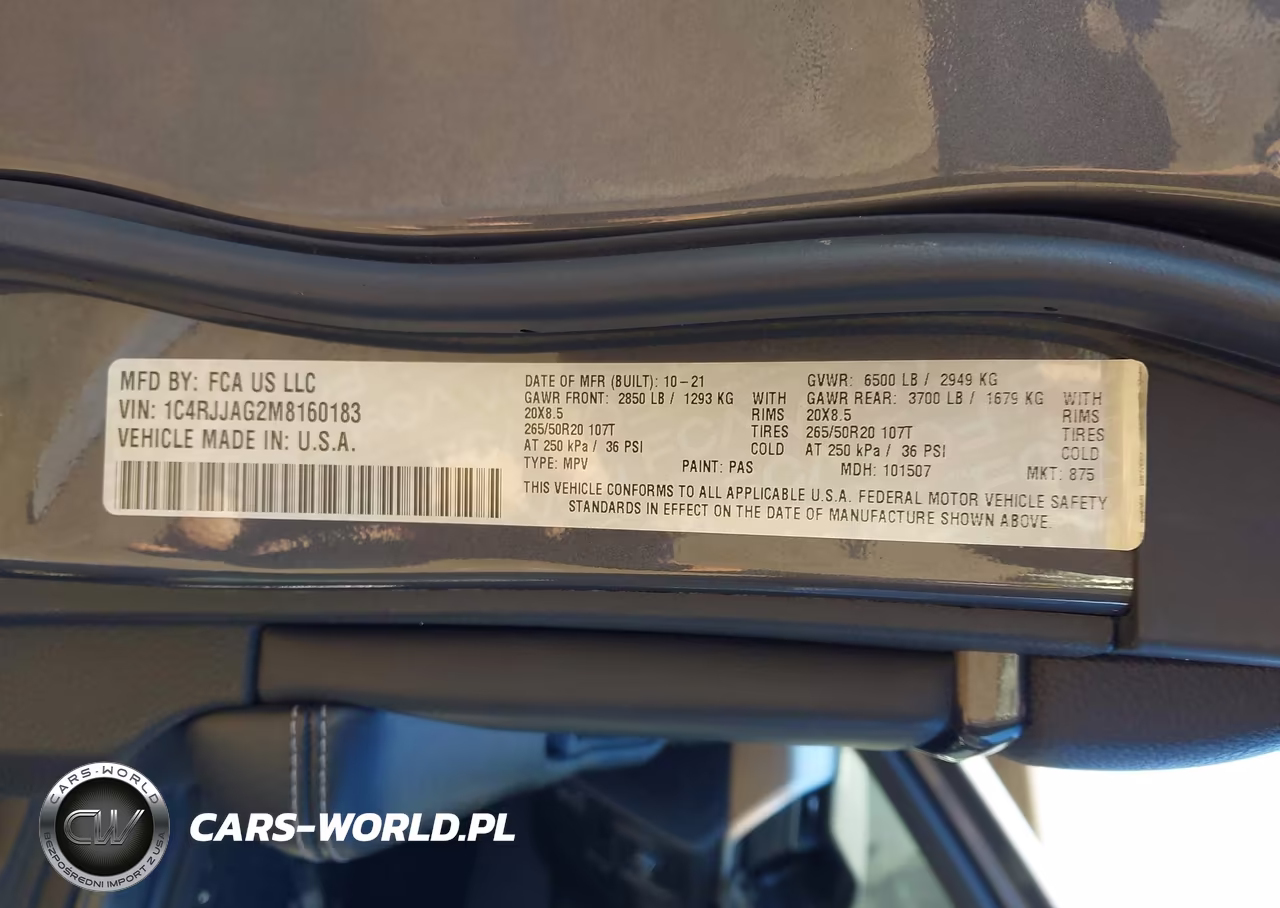 MFD BY: FCA US LLC
VIN: 1C4RJJAG2M8160183
VEHICLE MADE IN: U.S.A.
DATE OF MFR (BUILT): 10-21
GAWR FRONT: 2850 LB / 1293 KG WITH
20X8.5 RIMS
265/50R20 107T TIRES
AT 250 kPa / 36 PSI COLD
TYPE: MPV PAINT: PAS
GVWR: 6500 LB / 2949 KG
GAWR REAR: 3700 LB / 1679 KG WITH
20X8.5 RIMS
265/50R20 107T TIRES
AT 250 kPa / 36 PSI COLD
MDH: 101507 MKT: 875
THIS VEHICLE CONFORMS TO ALL APPLICABLE U.S.A. FEDERAL MOTOR VEHICLE SAFETY
STANDARDS IN EFFECT ON THE DATE OF MANUFACTURE SHOWN ABOVE.
CARS-WORLD
CW
BEZPOŚREDNI IMPORT Z USA
CARS-WORLD.PL